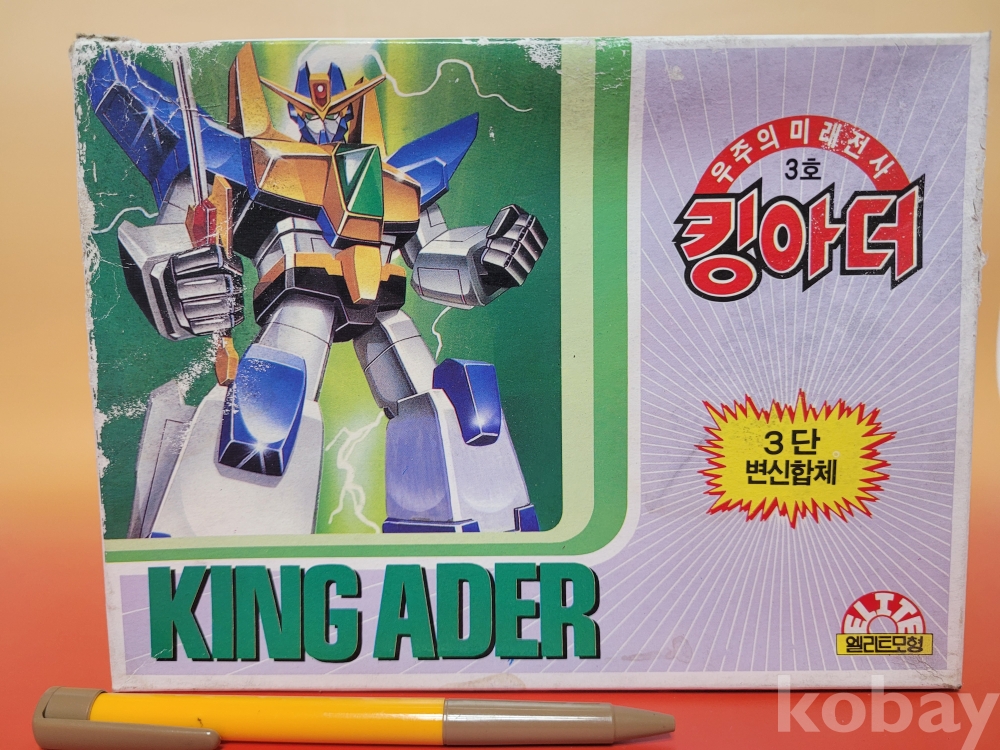 우주의 미래전사
3호
킹아더
3단
변신합체
KING ADER
ELITE
엘리트모형
kobay